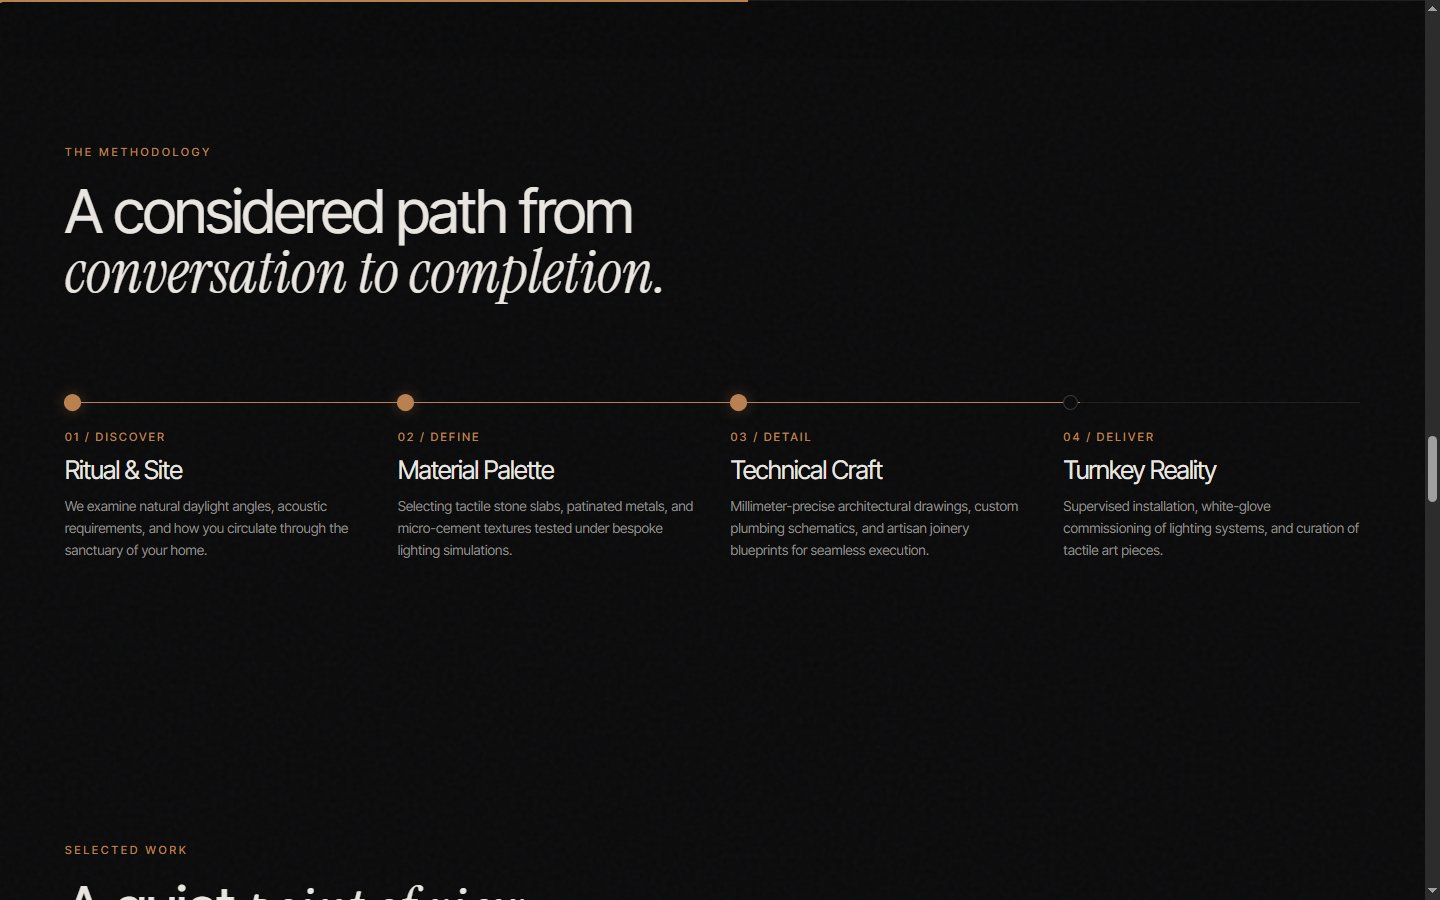 THE METHODOLOGY
A considered path from
conversation to completion.
01 / DISCOVER
Ritual & Site
We examine natural daylight angles, acoustic
requirements, and how you circulate through the
sanctuary of your home.
02 / DEFINE
Material Palette
Selecting tactile stone slabs, patinated metals, and
micro-cement textures tested under bespoke
lighting simulations.
03 / DETAIL
Technical Craft
Millimeter-precise architectural drawings, custom
plumbing schematics, and artisan joinery
blueprints for seamless execution.
04 / DELIVER
Turnkey Reality
Supervised installation, white-glove
commissioning of lighting systems, and curation of
tactile art pieces.
SELECTED WORK
A quiet point of view